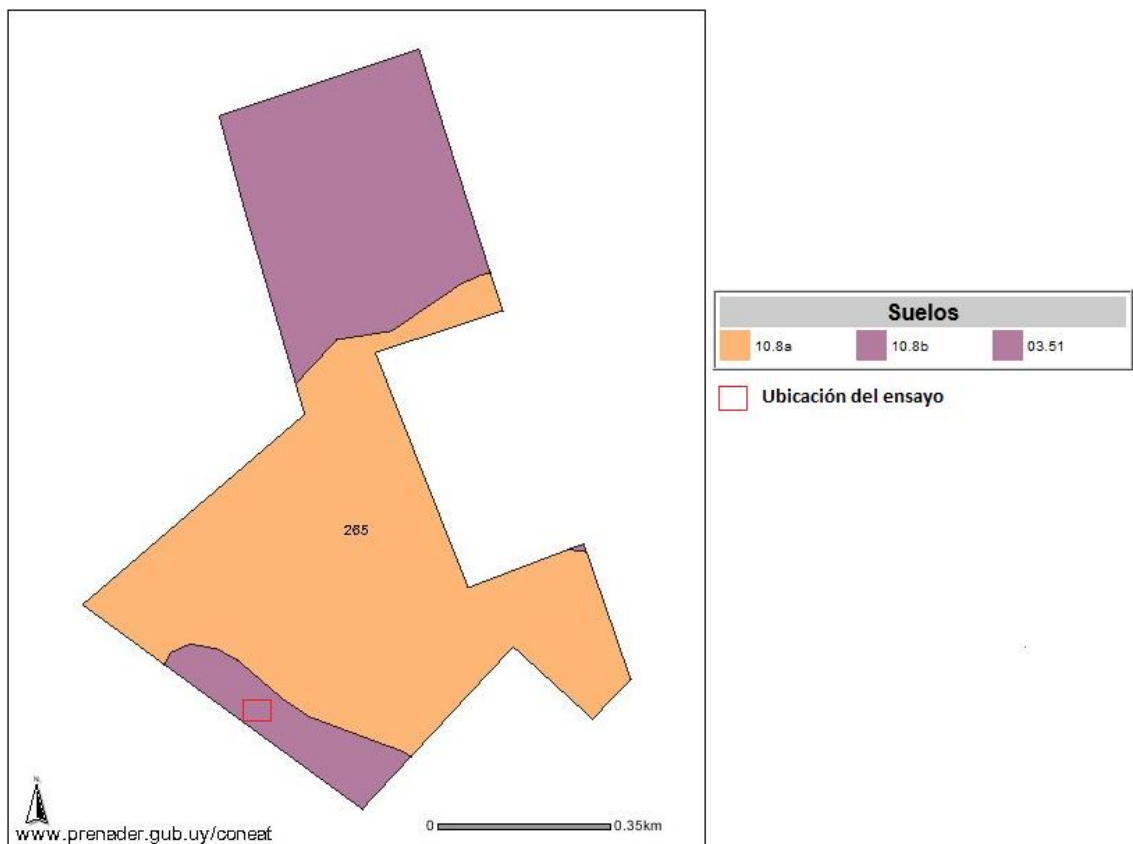 Suelos
10.8a 10.8b 03.51
Ubicación del ensayo
265
N
www.prenader.gub.uy/coneat
0 0.35km